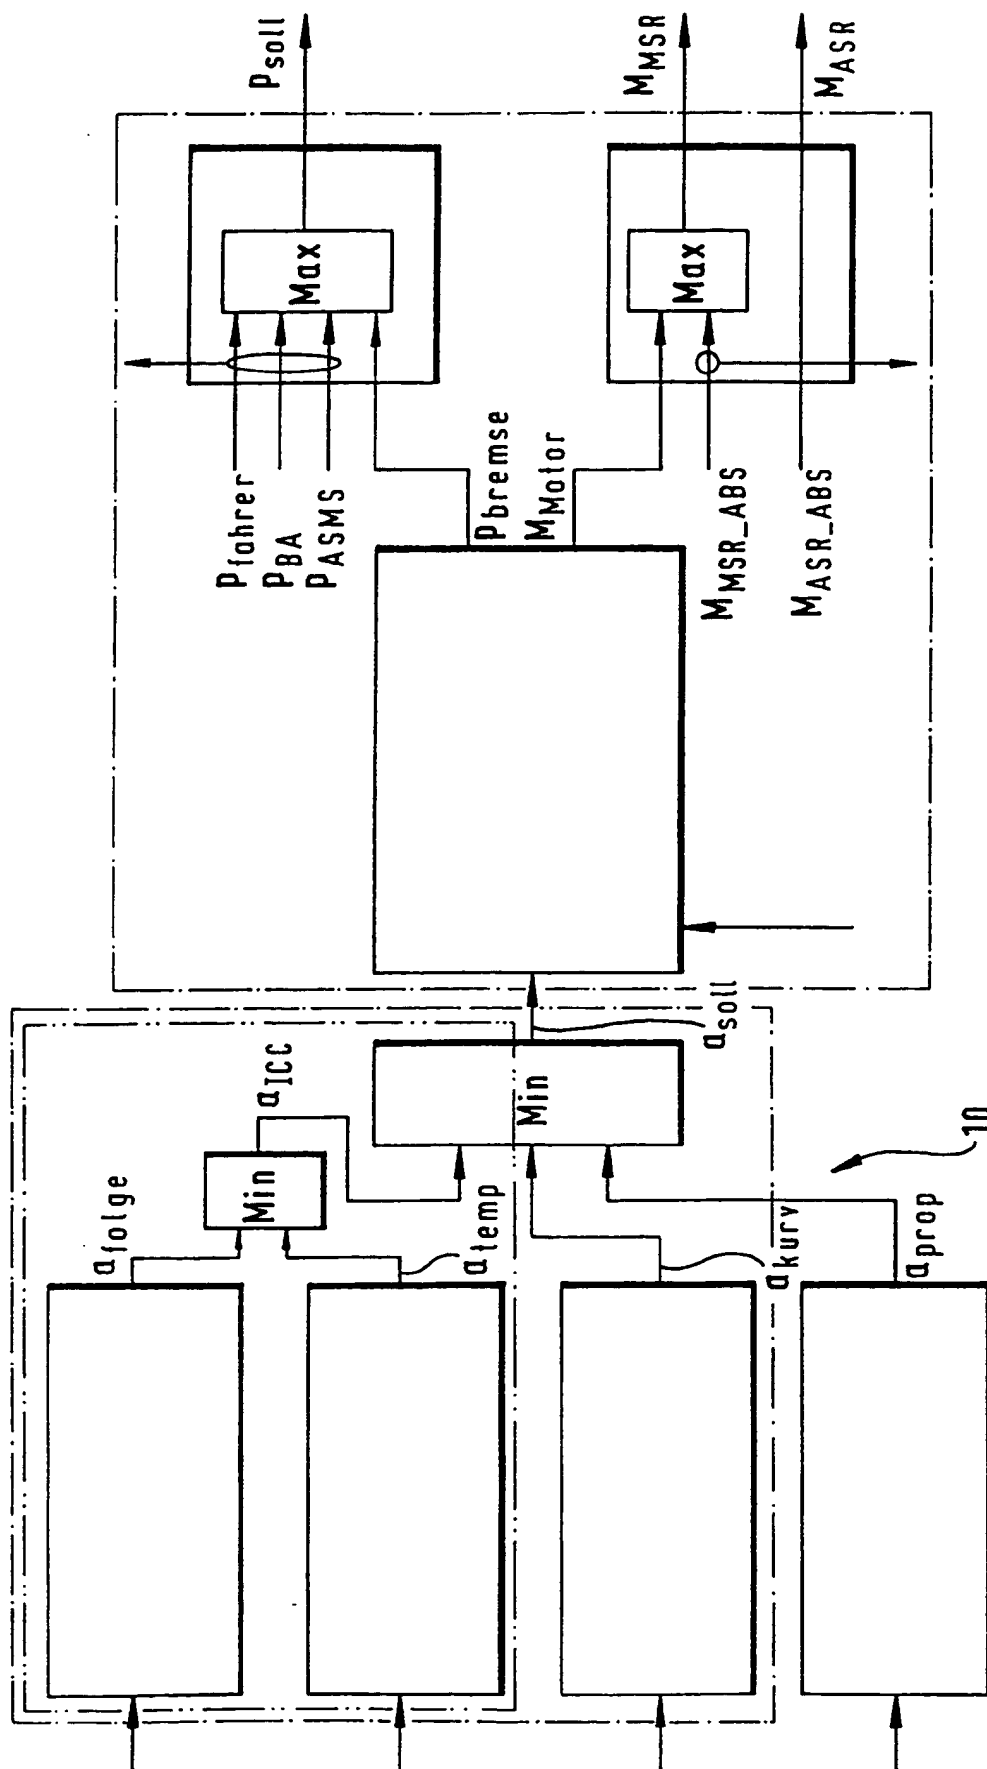 a_folge
a_temp
a_kurv
a_prop
Min
a_ICC
Min
a_soll
10
P_fahrer
P_BA
P_ASMS
P_bremse
M_Motor
M_MSR_ABS
M_ASR_ABS
Max
Max
P_soll
M_MSR
M_ASR